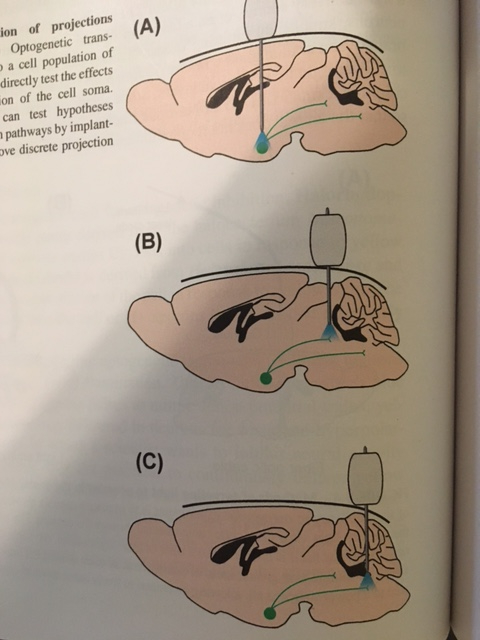 ion of projections
Optogenetic trans-
a cell population of
directly test the effects
ion of the cell soma.
can test hypotheses
pathways by implant-
ove discrete projection
(A)
(B)
(C)